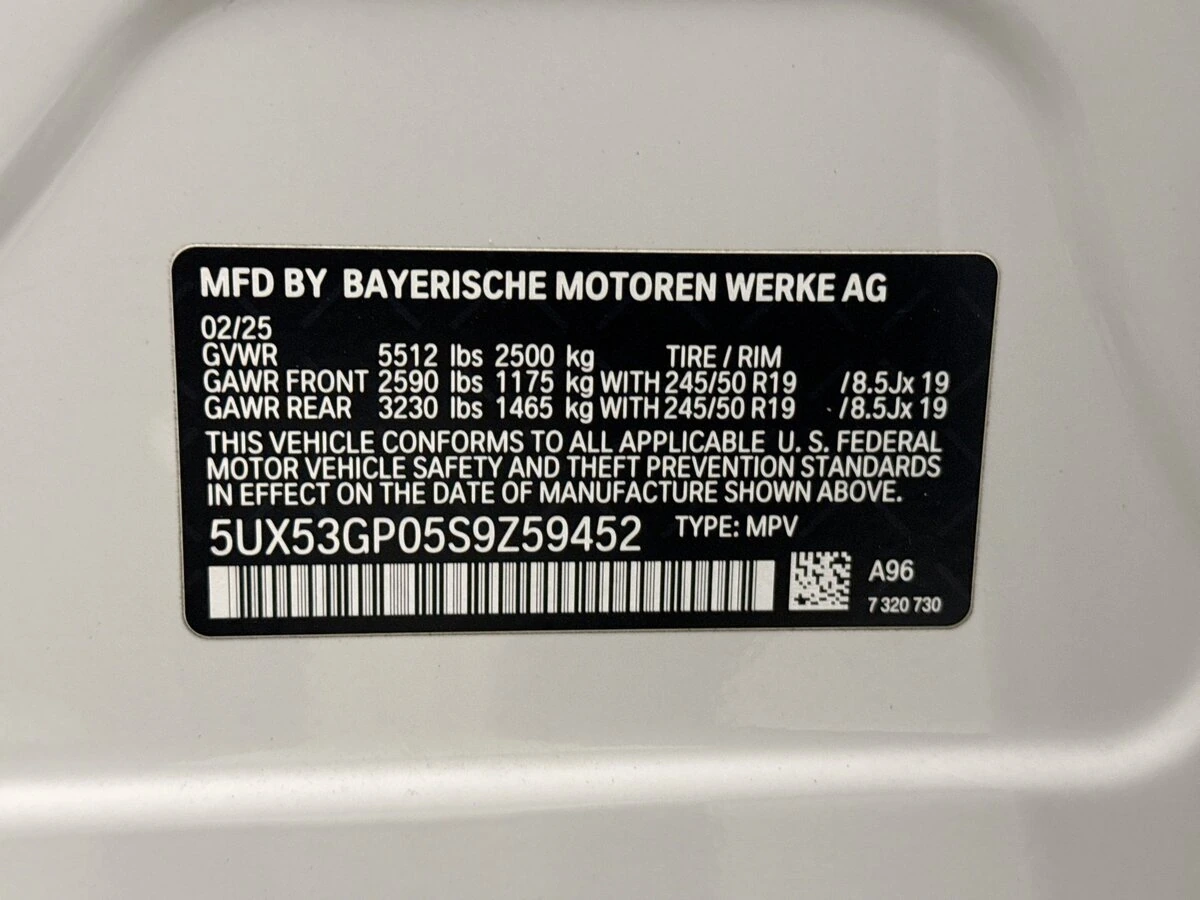 MFD BY BAYERISCHE MOTOREN WERKE AG
02/25
GVWR 5512 lbs 2500 kg TIRE / RIM
GAWR FRONT 2590 lbs 1175 kg WITH 245/50 R19 /8.5Jx 19
GAWR REAR 3230 lbs 1465 kg WITH 245/50 R19 /8.5Jx 19
THIS VEHICLE CONFORMS TO ALL APPLICABLE U. S. FEDERAL
MOTOR VEHICLE SAFETY AND THEFT PREVENTION STANDARDS
IN EFFECT ON THE DATE OF MANUFACTURE SHOWN ABOVE.
5UX53GP05S9Z59452 TYPE: MPV
A96
7 320 730